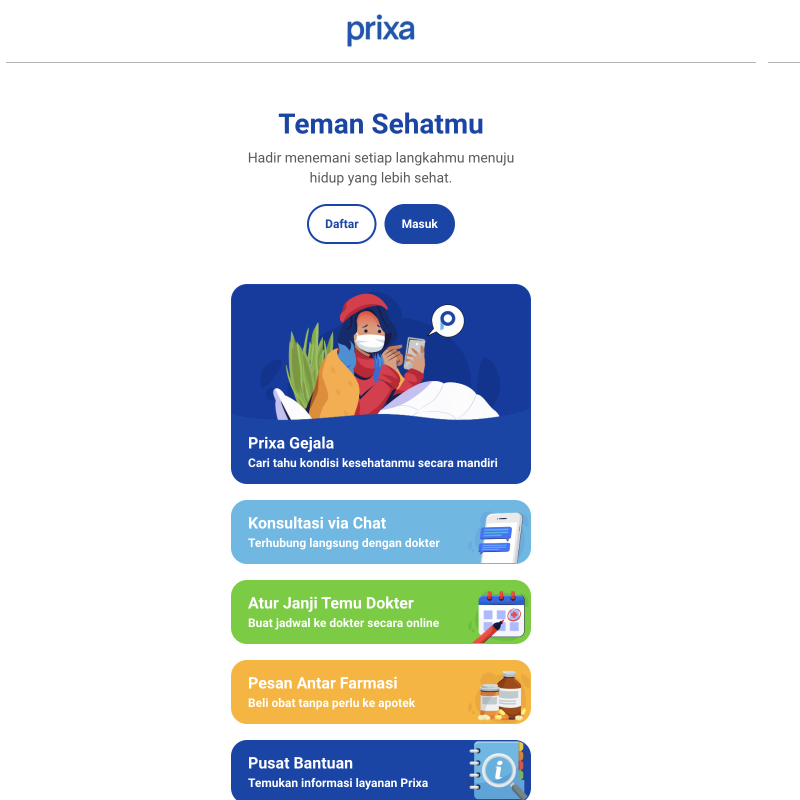 prixa
Teman Sehatmu
Hadir menemani setiap langkahmu menuju
hidup yang lebih sehat.
Daftar
Masuk
Prixa Gejala
Cari tahu kondisi kesehatanmu secara mandiri
Konsultasi via Chat
Terhubung langsung dengan dokter
Atur Janji Temu Dokter
Buat jadwal ke dokter secara online
Pesan Antar Farmasi
Beli obat tanpa perlu ke apotek
Pusat Bantuan
Temukan informasi layanan Prixa